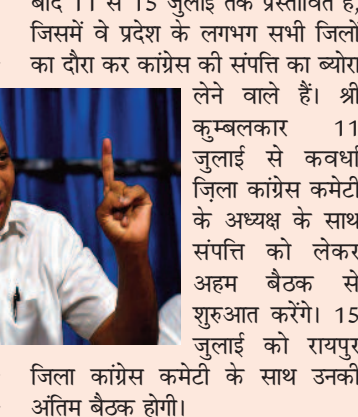 बाद 11 से 15 जुलाई तक प्रस्तावित है,
जिसमें वे प्रदेश के लगभग सभी जिलों
का दौरा कर कांग्रेस की संपत्ति का ब्योरा
लेने वाले हैं। श्री
कुम्बलकार 11
जुलाई से कवर्धा
ज़िला कांग्रेस कमेटी
के अध्यक्ष के साथ
संपत्ति को लेकर
अहम बैठक से
शुरुआत करेंगे। 15
जुलाई को रायपुर
जिला कांग्रेस कमेटी के साथ उनकी
अंतिम बैठक होगी।